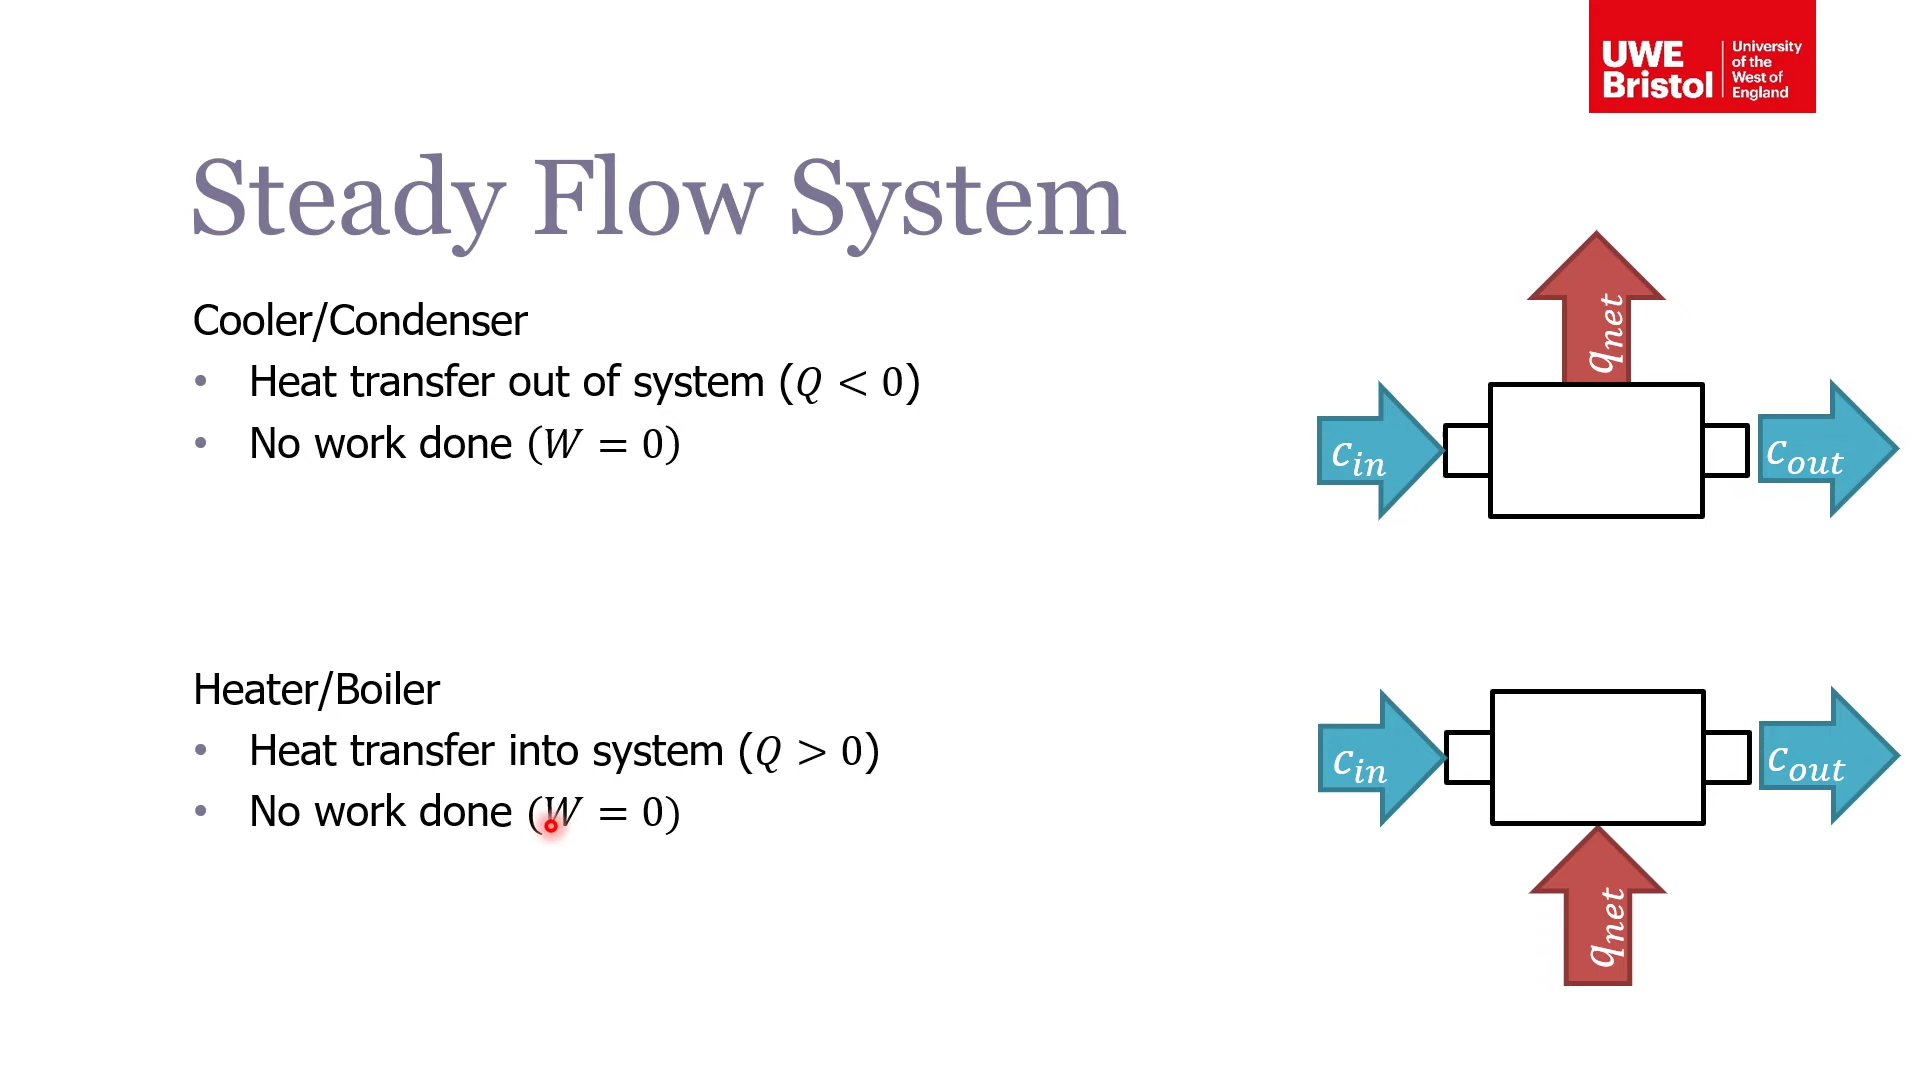 UWE
Bristol
University
of the
West of
England
Steady Flow System
Cooler/Condenser
• Heat transfer out of system (Q < 0)
• No work done (W = 0)
q_net
c_in
c_out
Heater/Boiler
• Heat transfer into system (Q > 0)
• No work done (W = 0)
c_in
c_out
q_net